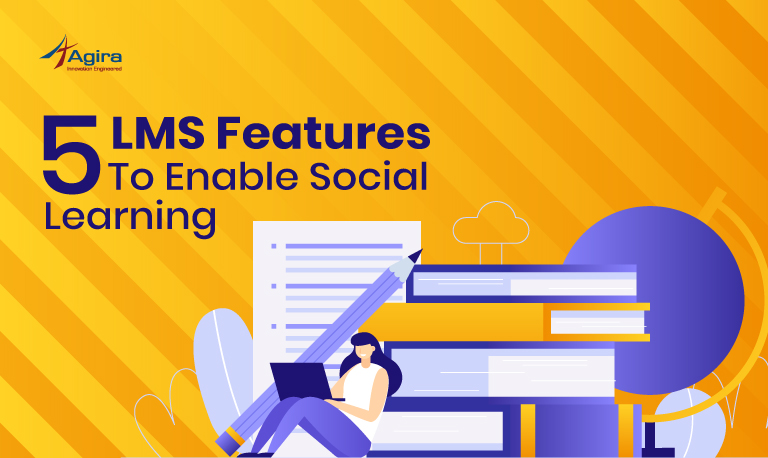 Agira
Innovation Engineered
5 LMS Features
To Enable Social
Learning